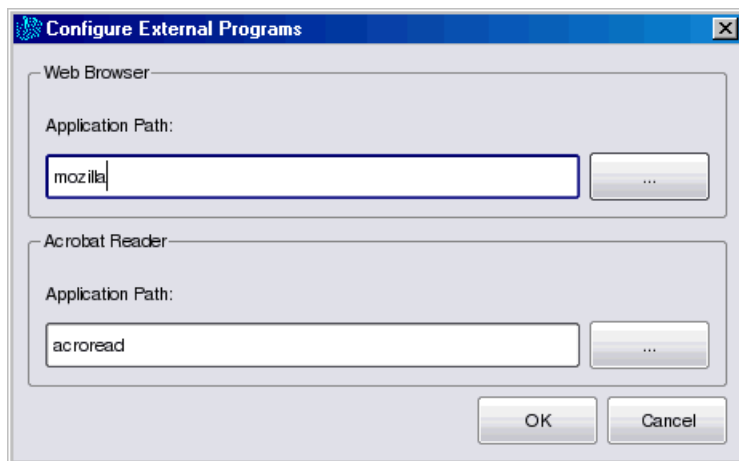 Configure External Programs
Web Browser
Application Path:
mozilla
...
Acrobat Reader
Application Path:
acroread
...
OK Cancel